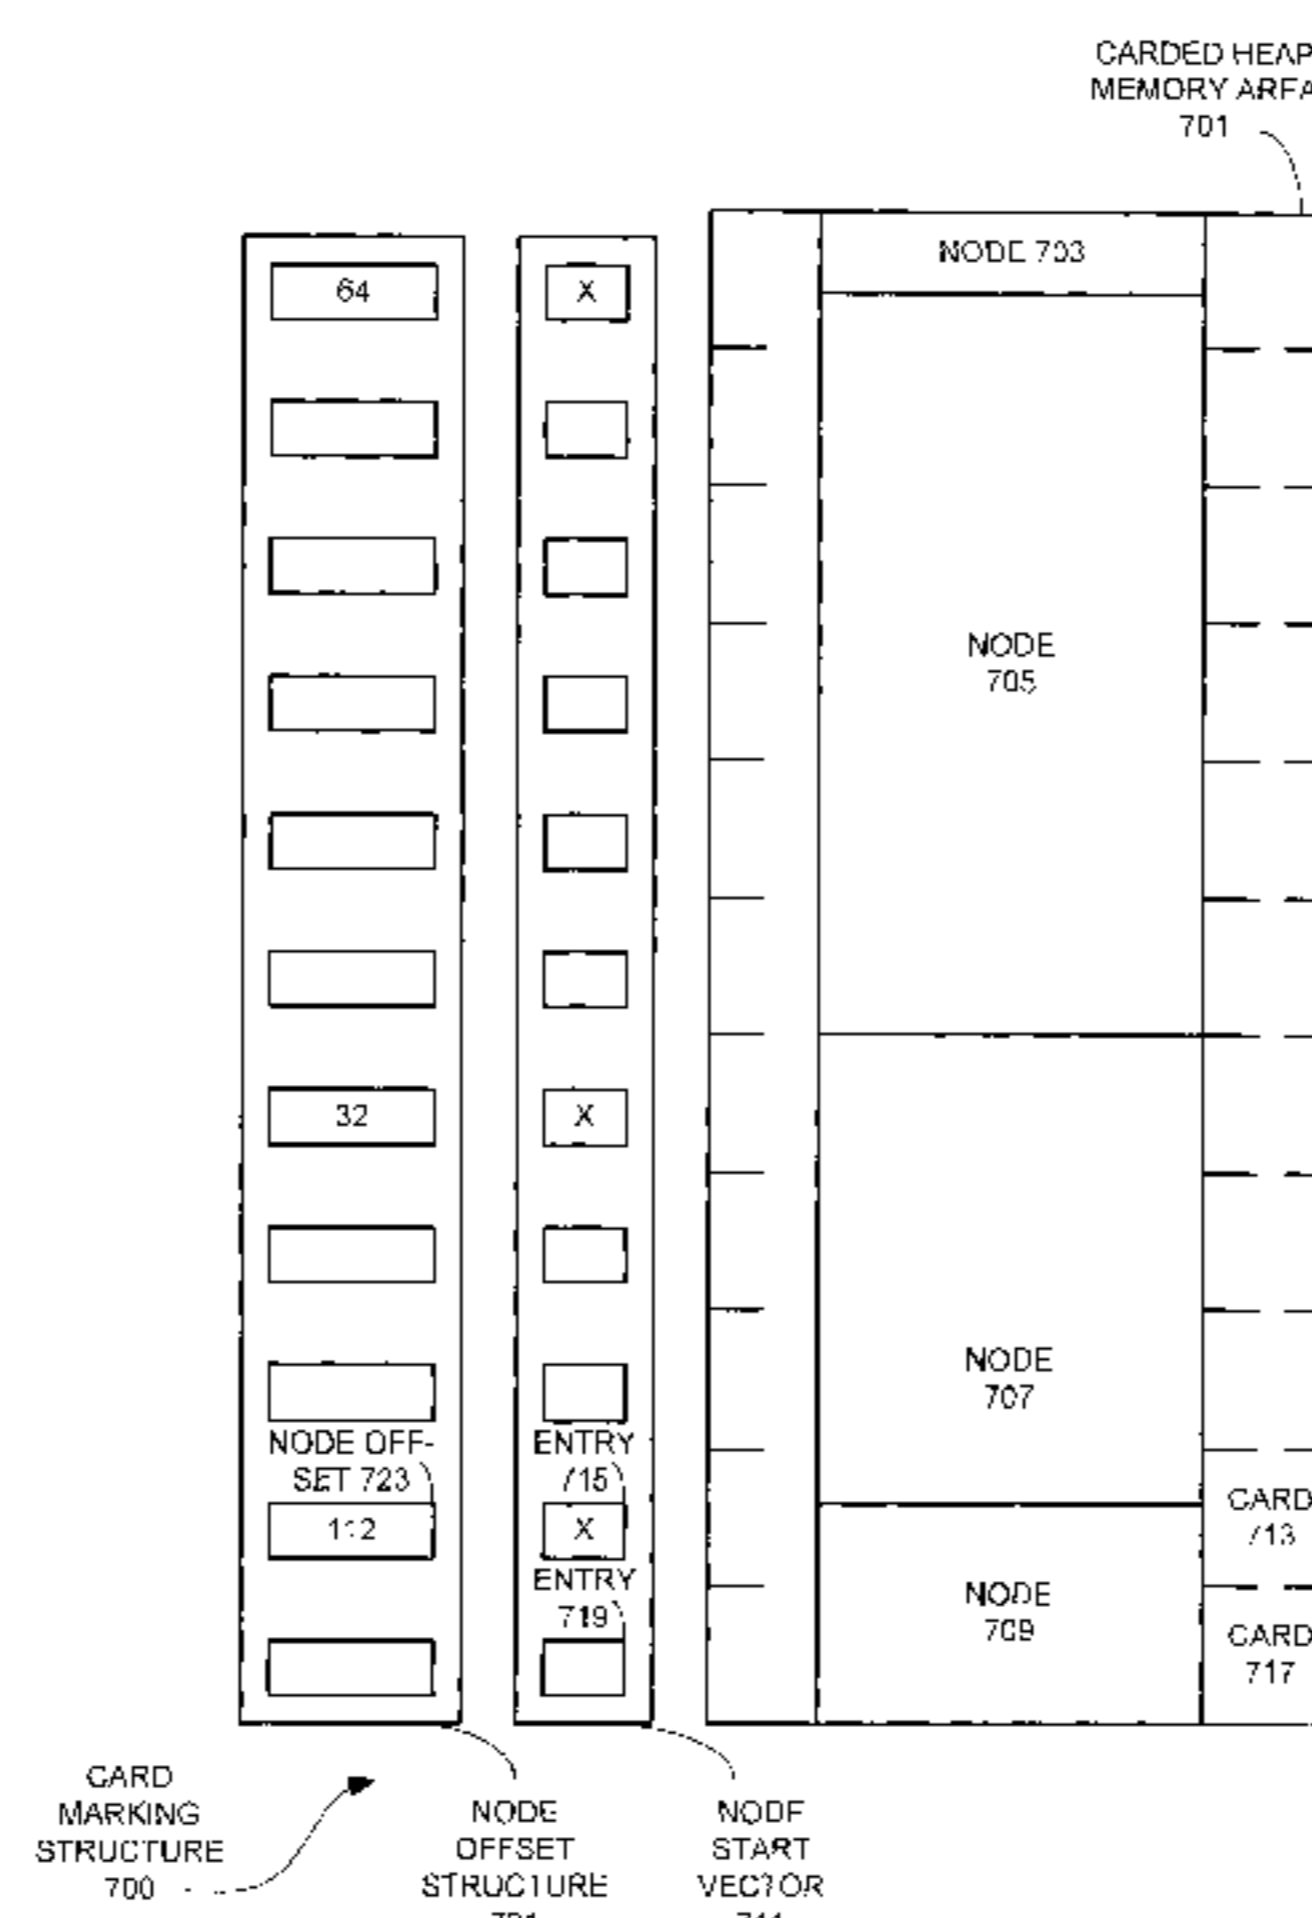 CARDED HEAP
MEMORY AREA
701
NODE 703
64
X
NODE
705
32
X
NODE
707
NODE OFF-
SET 723
ENTRY
715
112
X
CARD
713
ENTRY
719
NODE
709
CARD
717
CARD
MARKING
STRUCTURE
700
NODE
OFFSET
STRUCTURE
NODE
START
VECTOR